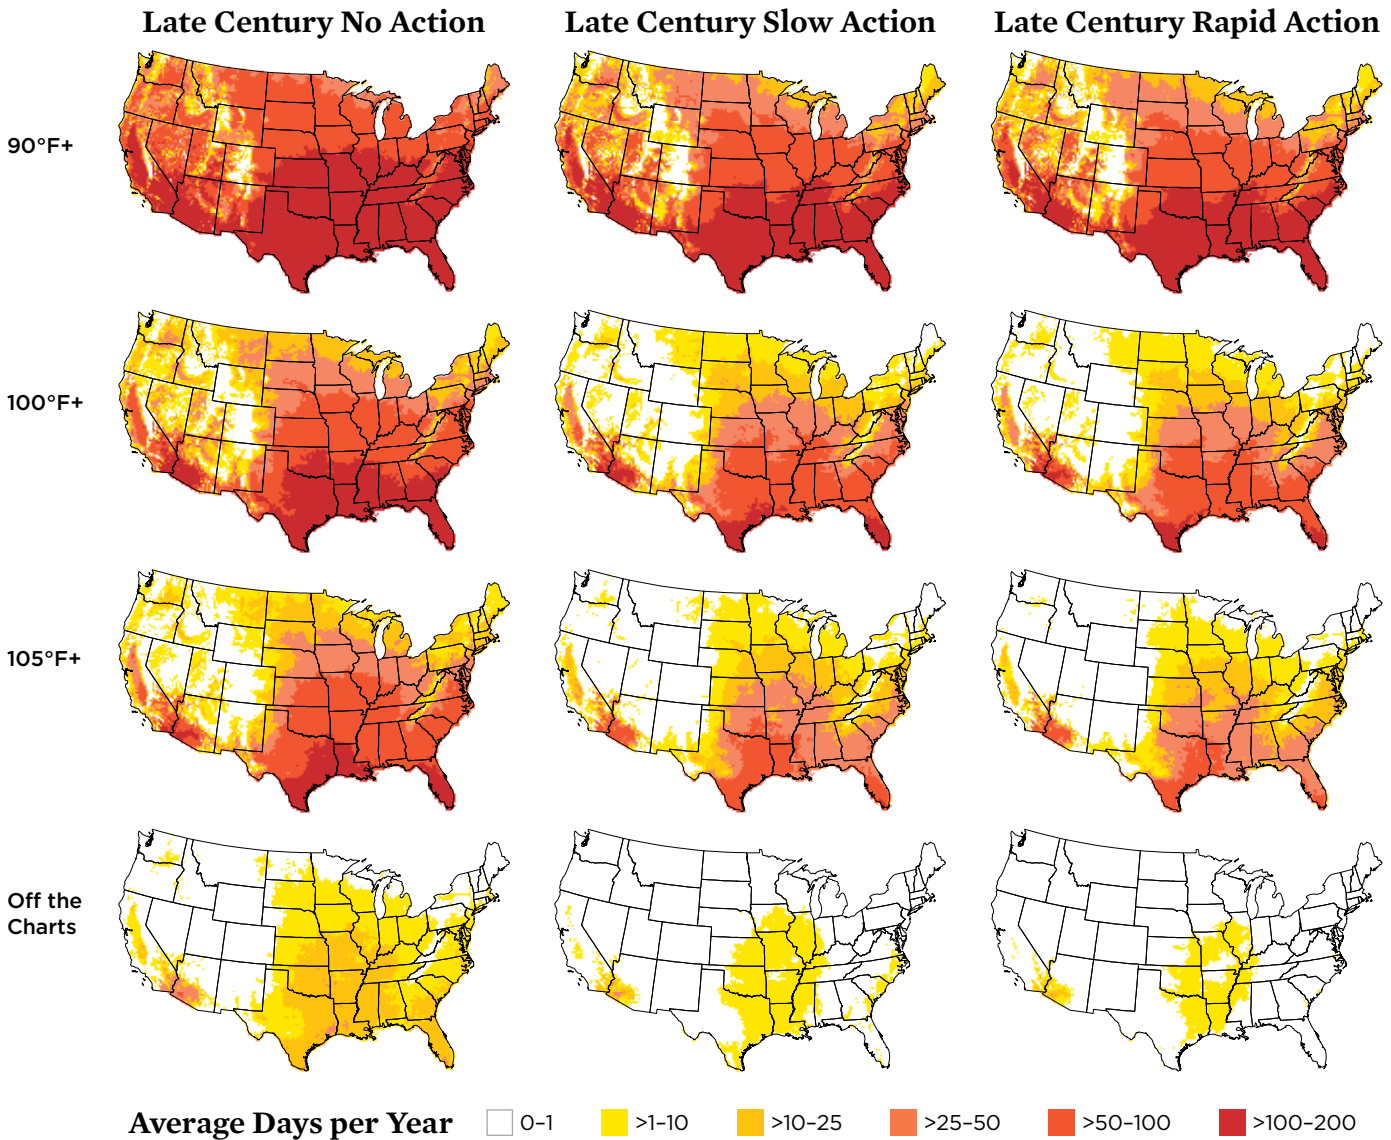 Late Century No Action
Late Century Slow Action
Late Century Rapid Action
90°F+
100°F+
105°F+
Off the
Charts
Average Days per Year
0–1
>1–10
>10–25
>25–50
>50–100
>100–200